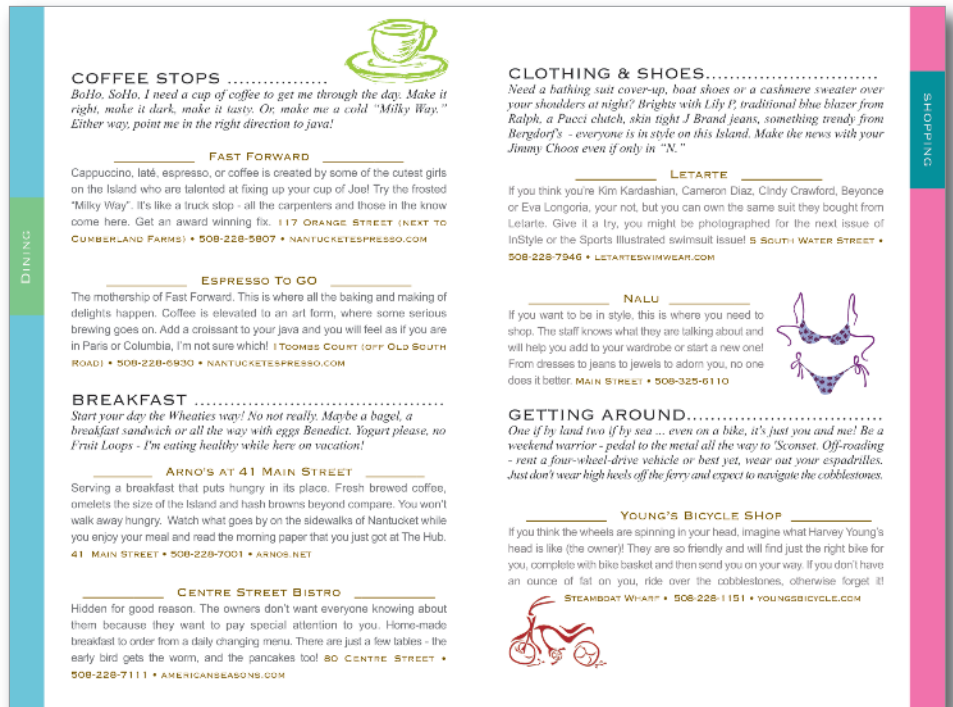 DINING
COFFEE STOPS .................
BoHo, SoHo, I need a cup of coffee to get me through the day. Make it
right, make it dark, make it tasty. Or, make me a cold “Milky Way.”
Either way, point me in the right direction to java!
FAST FORWARD
Cappuccino, laté, espresso, or coffee is created by some of the cutest girls
on the Island who are talented at fixing up your cup of Joe! Try the frosted
“Milky Way”. It's like a truck stop - all the carpenters and those in the know
come here. Get an award winning fix. 117 ORANGE STREET (NEXT TO
CUMBERLAND FARMS) • 508-228-5807 • NANTUCKETESPRESSO.COM
ESPRESSO TO GO
The mothership of Fast Forward. This is where all the baking and making of
delights happen. Coffee is elevated to an art form, where some serious
brewing goes on. Add a croissant to your java and you will feel as if you are
in Paris or Columbia, I'm not sure which! 1TOOMBS COURT (OFF OLD SOUTH
ROAD) • 508-228-6930 • NANTUCKETESPRESSO.COM
BREAKFAST ..........................................
Start your day the Wheaties way! No not really. Maybe a bagel, a
breakfast sandwich or all the way with eggs Benedict. Yogurt please, no
Fruit Loops - I'm eating healthy while here on vacation!
ARNO'S AT 41 MAIN STREET
Serving a breakfast that puts hungry in its place. Fresh brewed coffee,
omelets the size of the Island and hash browns beyond compare. You won't
walk away hungry. Watch what goes by on the sidewalks of Nantucket while
you enjoy your meal and read the morning paper that you just got at The Hub.
41 MAIN STREET • 508-228-7001 • ARNOS.NET
CENTRE STREET BISTRO
Hidden for good reason. The owners don't want everyone knowing about
them because they want to pay special attention to you. Home-made
breakfast to order from a daily changing menu. There are just a few tables - the
early bird gets the worm, and the pancakes too! 80 CENTRE STREET •
508-228-7111 • AMERICANSEASONS.COM
CLOTHING & SHOES.............................
Need a bathing suit cover-up, boat shoes or a cashmere sweater over
your shoulders at night? Brights with Lily P, traditional blue blazer from
Ralph, a Pucci clutch, skin tight J Brand jeans, something trendy from
Bergdorf's - everyone is in style on this Island. Make the news with your
Jimmy Choos even if only in “N.”
LETARTE
If you think you're Kim Kardashian, Cameron Diaz, Cindy Crawford, Beyonce
or Eva Longoria, your not, but you can own the same suit they bought from
Letarte. Give it a try, you might be photographed for the next issue of
InStyle or the Sports Illustrated swimsuit issue! 5 SOUTH WATER STREET •
508-228-7946 • LETARTESWIMWEAR.COM
NALU
If you want to be in style, this is where you need to
shop. The staff knows what they are talking about and
will help you add to your wardrobe or start a new one!
From dresses to jeans to jewels to adorn you, no one
does it better. MAIN STREET • 508-325-6110
GETTING AROUND.................................
One if by land two if by sea ... even on a bike, it's just you and me! Be a
weekend warrior - pedal to the metal all the way to 'Sconset. Off-roading
- rent a four-wheel-drive vehicle or best yet, wear out your espadrilles.
Just don't wear high heels off the ferry and expect to navigate the cobblestones.
YOUNG'S BICYCLE SHOP
If you think the wheels are spinning in your head, imagine what Harvey Young's
head is like (the owner)! They are so friendly and will find just the right bike for
you, complete with bike basket and then send you on your way. If you don't have
an ounce of fat on you, ride over the cobblestones, otherwise forget it!
STEAMBOAT WHARF • 508-228-1151 • YOUNGSBICYCLE.COM
SHOPPING